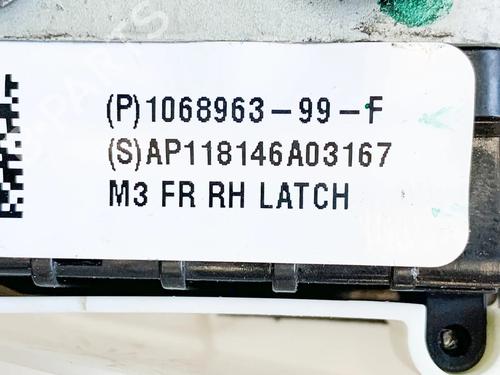 (P)1068963-99-F
(S)AP118146A03167
M3 FR RH LATCH